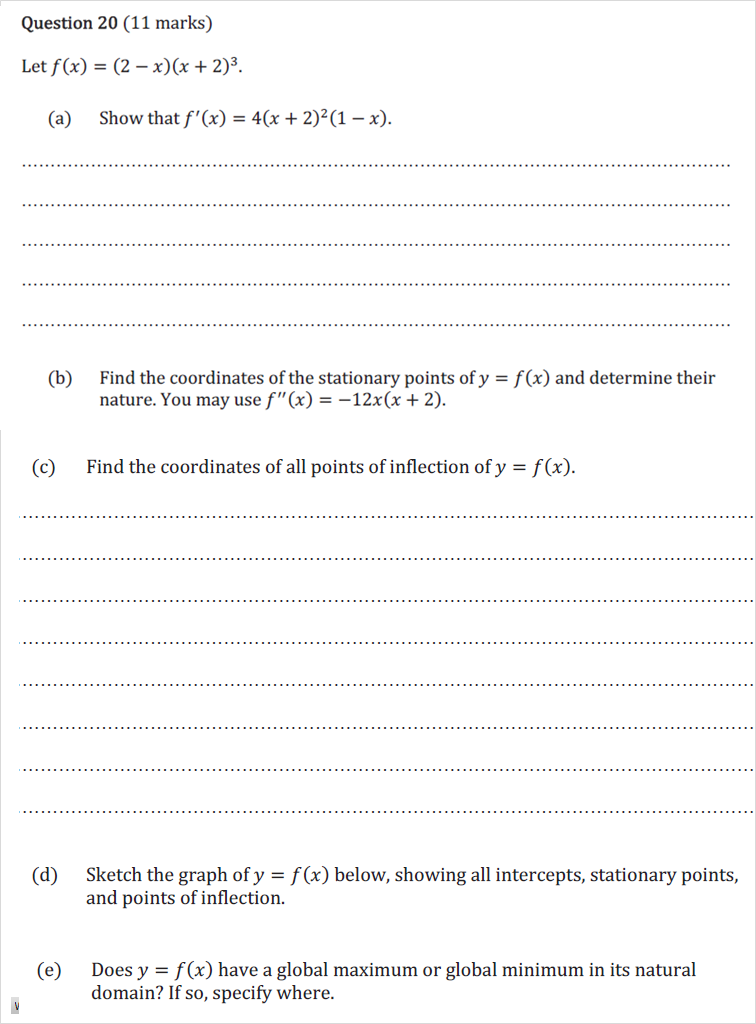 Question 20 (11 marks)
Let f(x) = (2 − x)(x + 2)³.
(a) Show that f′(x) = 4(x + 2)²(1 − x).
(b) Find the coordinates of the stationary points of y = f(x) and determine their
nature. You may use f″(x) = −12x(x + 2).
(c) Find the coordinates of all points of inflection of y = f(x).
(d) Sketch the graph of y = f(x) below, showing all intercepts, stationary points,
and points of inflection.
(e) Does y = f(x) have a global maximum or global minimum in its natural
domain? If so, specify where.